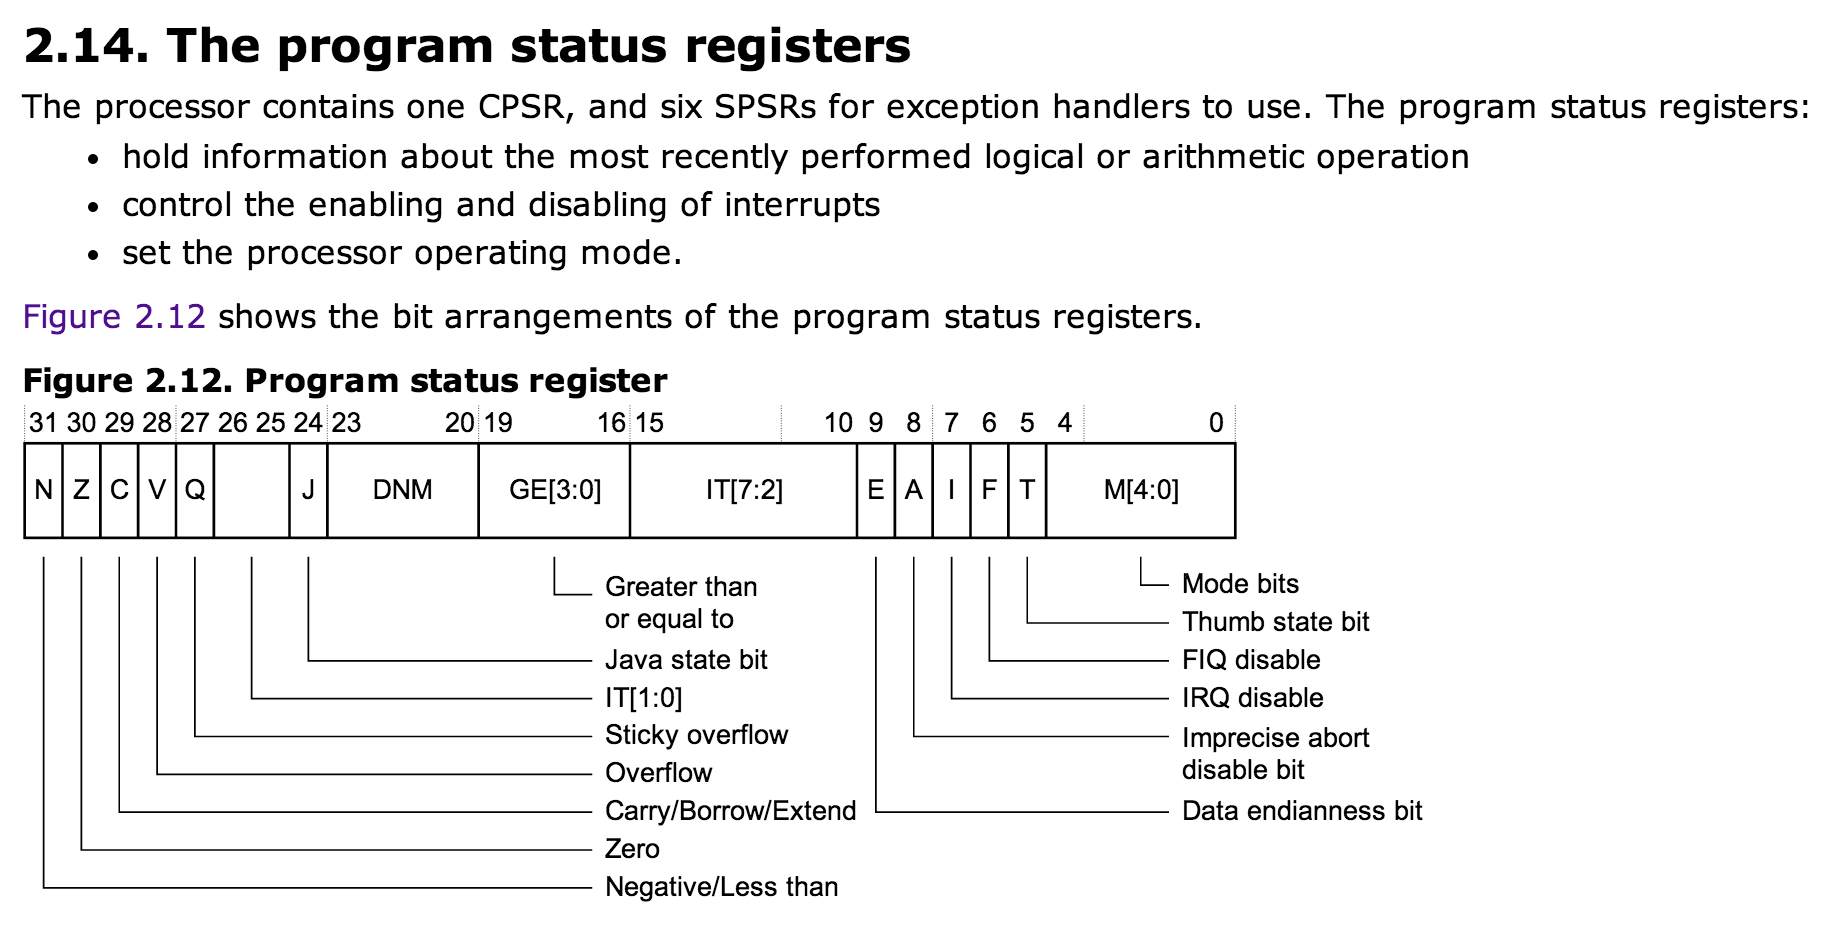 2.14. The program status registers
The processor contains one CPSR, and six SPSRs for exception handlers to use. The program status registers:
• hold information about the most recently performed logical or arithmetic operation
• control the enabling and disabling of interrupts
• set the processor operating mode.
Figure 2.12 shows the bit arrangements of the program status registers.
Figure 2.12. Program status register
31 30 29 28 27 26 25 24 23 20 19 16 15 10 9 8 7 6 5 4 0
N Z C V Q J DNM GE[3:0] IT[7:2] E A I F T M[4:0]
Greater than
or equal to
Java state bit
IT[1:0]
Sticky overflow
Overflow
Carry/Borrow/Extend
Zero
Negative/Less than
Mode bits
Thumb state bit
FIQ disable
IRQ disable
Imprecise abort
disable bit
Data endianness bit